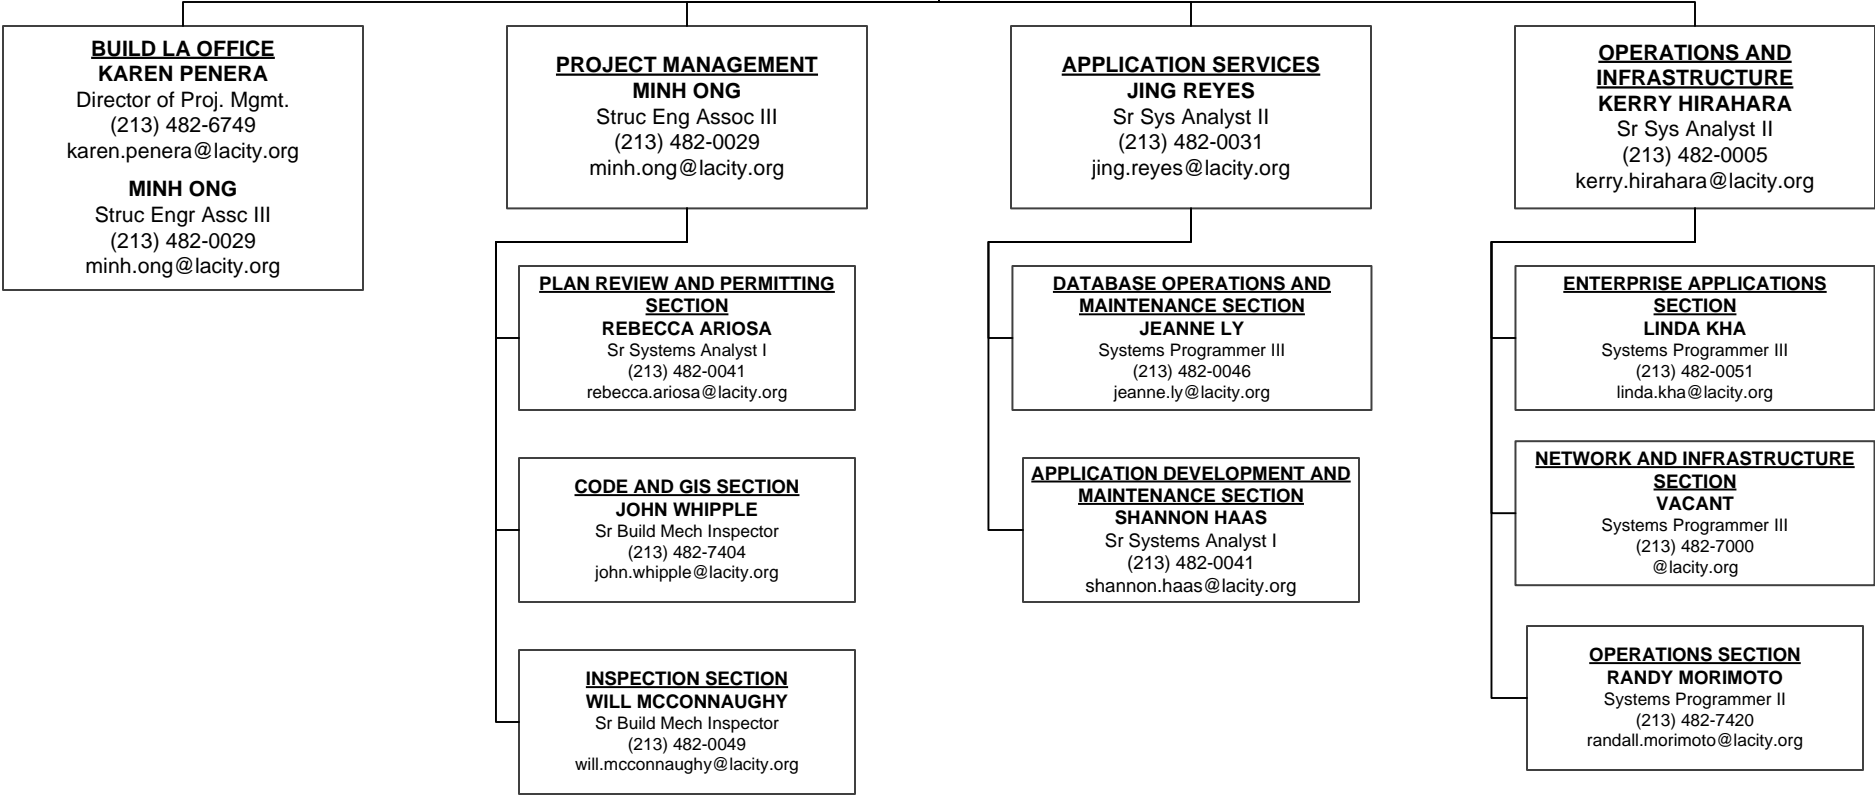 BUILD LA OFFICE
KAREN PENERA
Director of Proj. Mgmt.
(213) 482-6749
karen.penera@lacity.org
MINH ONG
Struc Engr Assc III
(213) 482-0029
minh.ong@lacity.org
PROJECT MANAGEMENT
MINH ONG
Struc Eng Assoc III
(213) 482-0029
minh.ong@lacity.org
PLAN REVIEW AND PERMITTING
SECTION
REBECCA ARIOSA
Sr Systems Analyst I
(213) 482-0041
rebecca.ariosa@lacity.org
CODE AND GIS SECTION
JOHN WHIPPLE
Sr Build Mech Inspector
(213) 482-7404
john.whipple@lacity.org
INSPECTION SECTION
WILL MCCONNAUGHY
Sr Build Mech Inspector
(213) 482-0049
will.mcconnaughy@lacity.org
APPLICATION SERVICES
JING REYES
Sr Sys Analyst II
(213) 482-0031
jing.reyes@lacity.org
DATABASE OPERATIONS AND
MAINTENANCE SECTION
JEANNE LY
Systems Programmer III
(213) 482-0046
jeanne.ly@lacity.org
APPLICATION DEVELOPMENT AND
MAINTENANCE SECTION
SHANNON HAAS
Sr Systems Analyst I
(213) 482-0041
shannon.haas@lacity.org
OPERATIONS AND
INFRASTRUCTURE
KERRY HIRAHARA
Sr Sys Analyst II
(213) 482-0005
kerry.hirahara@lacity.org
ENTERPRISE APPLICATIONS
SECTION
LINDA KHA
Systems Programmer III
(213) 482-0051
linda.kha@lacity.org
NETWORK AND INFRASTRUCTURE
SECTION
VACANT
Systems Programmer III
(213) 482-7000
@lacity.org
OPERATIONS SECTION
RANDY MORIMOTO
Systems Programmer II
(213) 482-7420
randall.morimoto@lacity.org